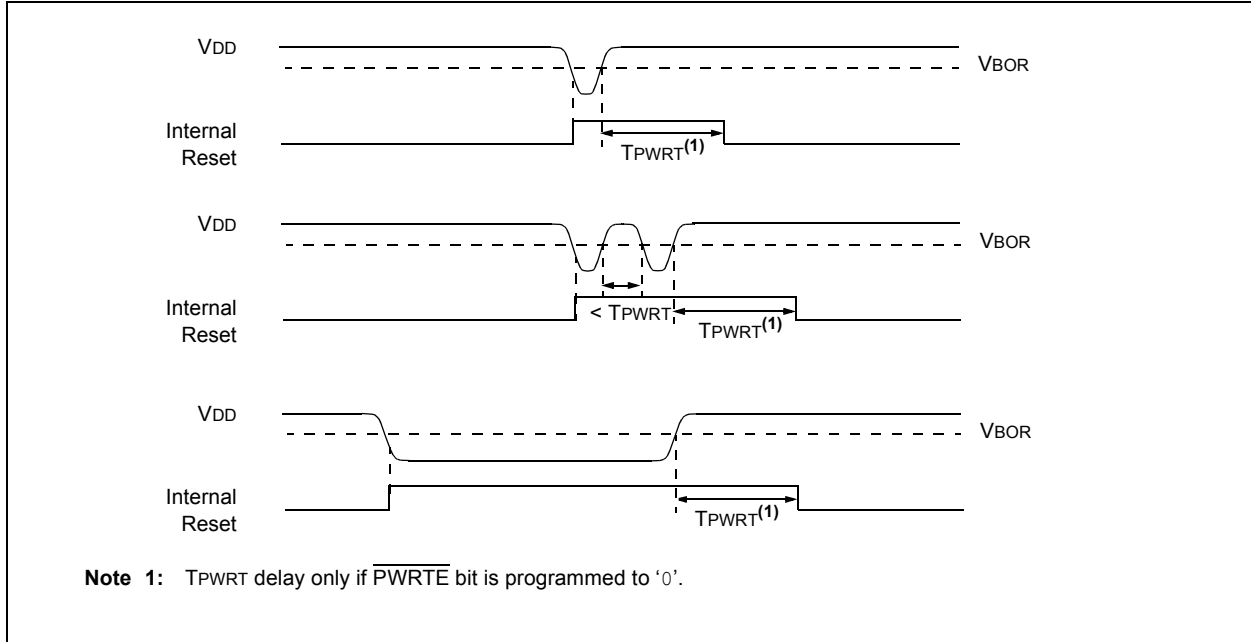 VDD
VBOR
Internal
Reset
TPWRT(1)
VDD
VBOR
Internal
Reset
< TPWRT
TPWRT(1)
VDD
VBOR
Internal
Reset
TPWRT(1)
Note 1: TPWRT delay only if PWRTE bit is programmed to ‘0’.